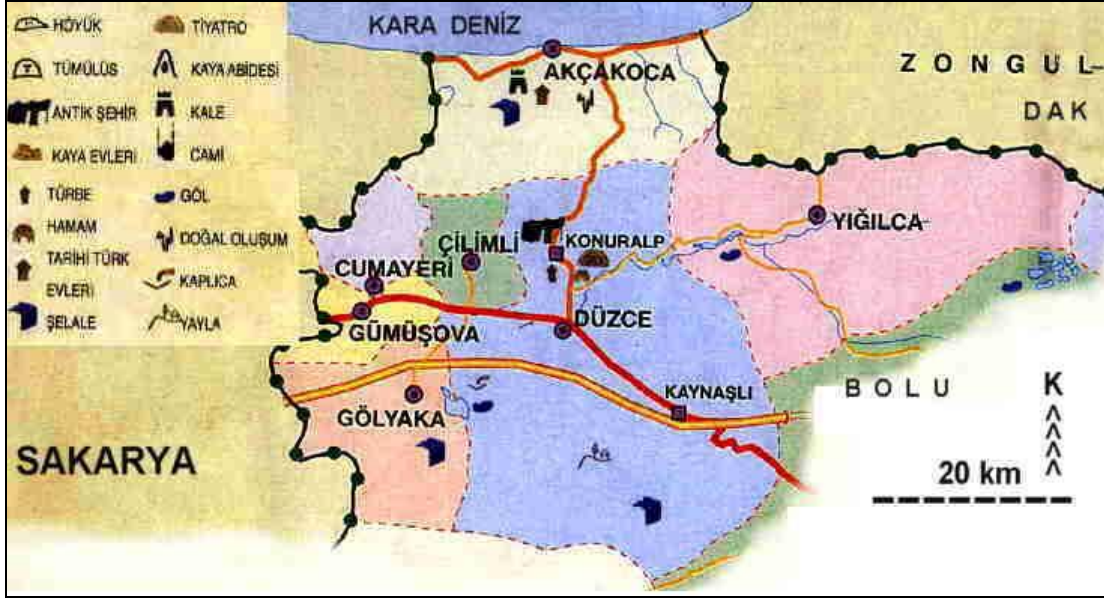 HÖYÜK
TÜMÜLÜS
ANTİK ŞEHİR
KAYA EVLERİ
TÜRBE
HAMAM
TARİHİ TÜRK
EVLERİ
ŞELALE
TİYATRO
KAYA ABİDESİ
KALE
CAMİ
GÖL
DOĞAL OLUŞUM
KAPLICA
YAYLA
KARA DENİZ
AKÇAKOCA
ZONGUL-
DAK
YIĞILCA
KONURALP
ÇİLİMLİ
CUMAYERİ
GÜMÜŞOVA
DÜZCE
KAYNAŞLI
GÖLYAKA
BOLU
K
SAKARYA
20 km